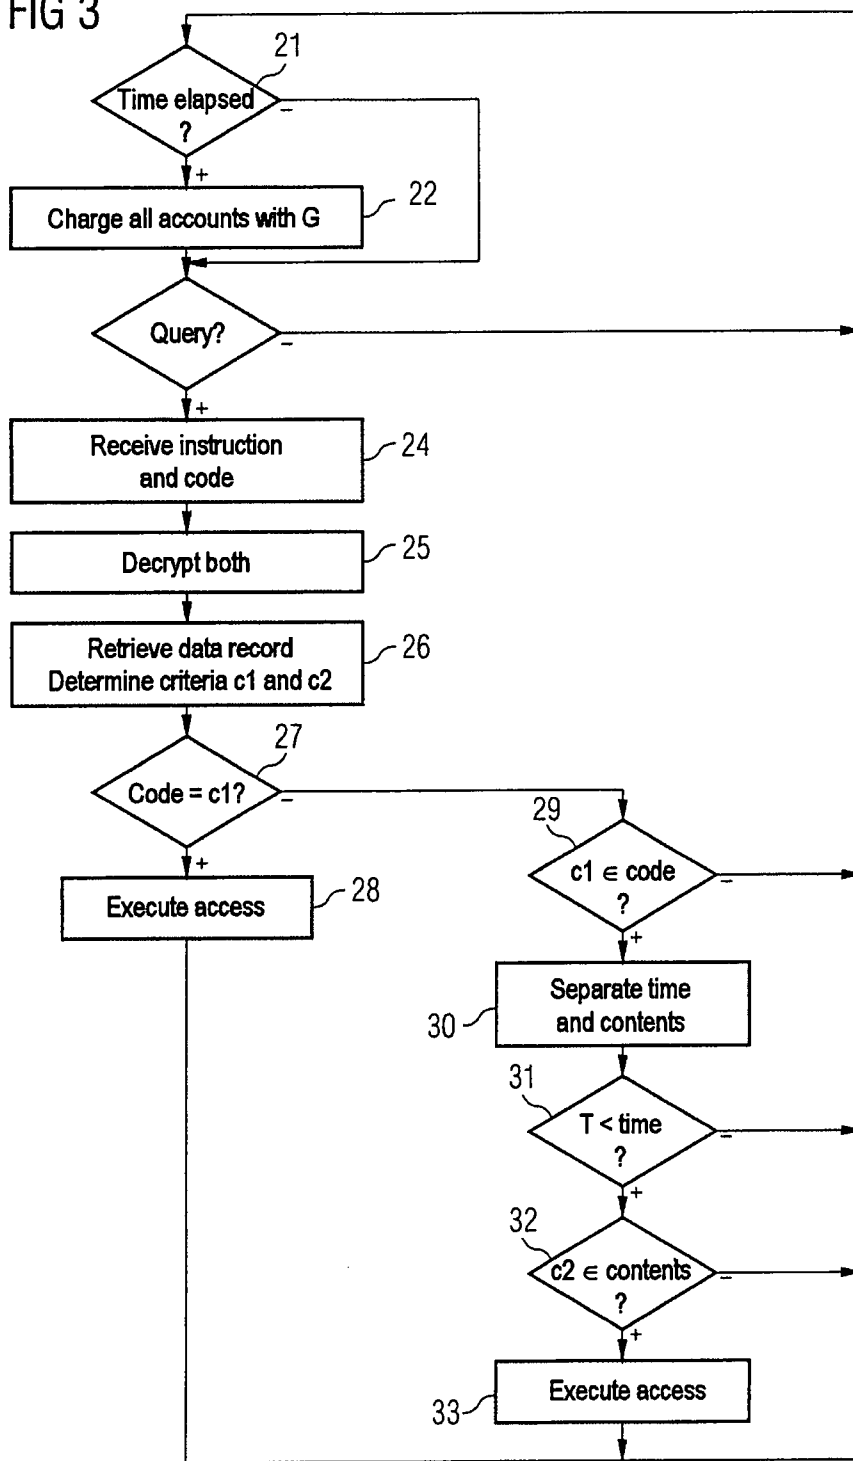 FIG 3
21
Time elapsed
?
−
+
Charge all accounts with G
22
Query?
−
+
Receive instruction
and code
24
Decrypt both
25
Retrieve data record
Determine criteria c1 and c2
26
27
Code = c1?
−
+
Execute access
28
29
c1 ∈ code
?
−
+
Separate time
and contents
30
31
T < time
?
−
+
32
c2 ∈ contents
?
−
+
Execute access
33